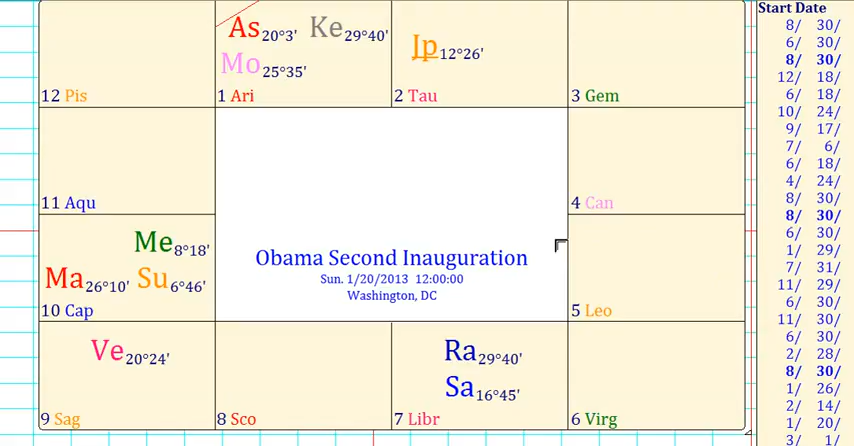 As20°3' Ke29°40'
Mo25°35'
Jp12°26'
12 Pis
1 Ari
2 Tau
3 Gem
11 Aqu
4 Can
Me8°18'
Ma26°10' Su6°46'
10 Cap
Obama Second Inauguration
Sun. 1/20/2013 12:00:00
Washington, DC
5 Leo
Ve20°24'
Ra29°40'
Sa16°45'
9 Sag
8 Sco
7 Libr
6 Virg
Start Date
8/ 30/
6/ 30/
8/ 30/
12/ 18/
6/ 18/
10/ 24/
9/ 17/
7/ 6/
6/ 18/
4/ 24/
8/ 30/
8/ 30/
6/ 30/
1/ 29/
7/ 31/
11/ 29/
6/ 30/
11/ 30/
6/ 30/
2/ 28/
8/ 30/
1/ 26/
2/ 14/
1/ 20/
3/ 1/